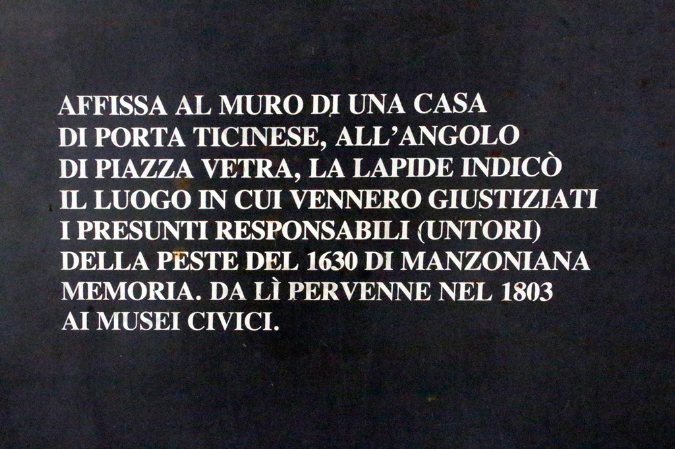 AFFISSA AL MURO DI UNA CASA
DI PORTA TICINESE, ALL'ANGOLO
DI PIAZZA VETRA, LA LAPIDE INDICÒ
IL LUOGO IN CUI VENNERO GIUSTIZIATI
I PRESUNTI RESPONSABILI (UNTORI)
DELLA PESTE DEL 1630 DI MANZONIANA
MEMORIA. DA LÌ PERVENNE NEL 1803
AI MUSEI CIVICI.